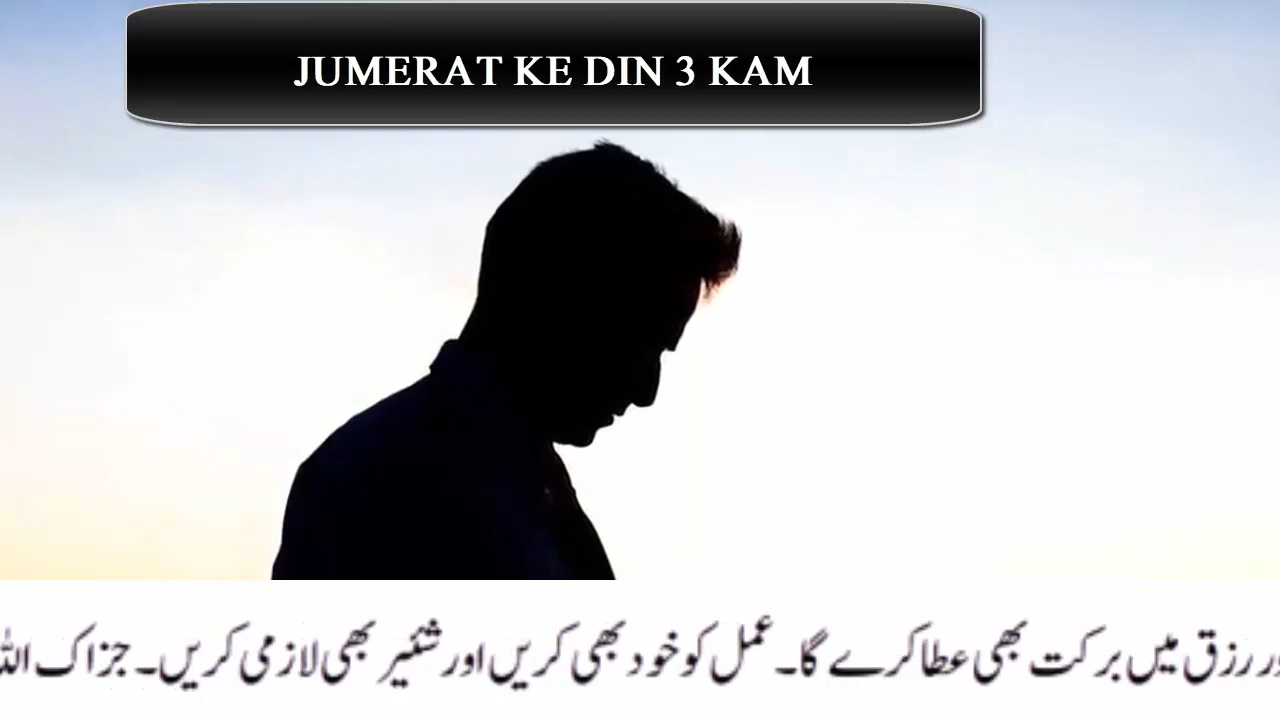 JUMERAT KE DIN 3 KAM
رزق میں برکت بھی عطا کرے گا۔ عمل کو خود بھی کریں اور شئیر بھی لازمی کریں۔ جزاک